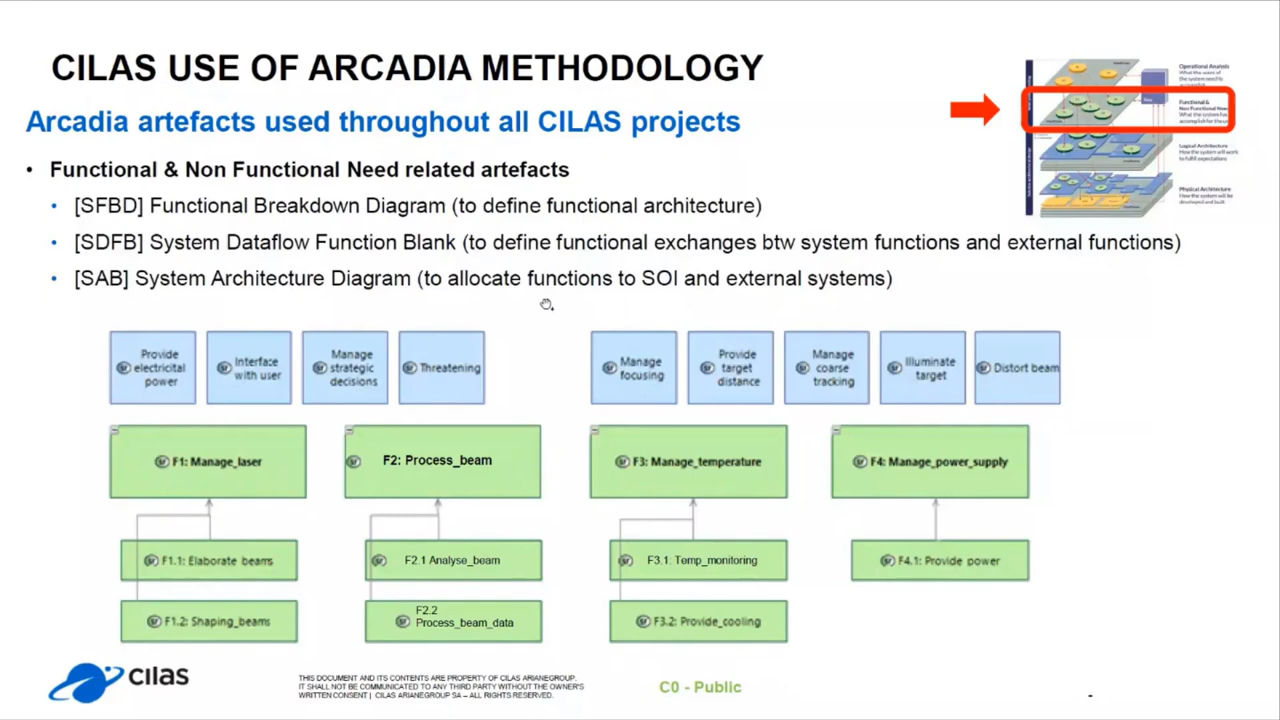 CILAS USE OF ARCADIA METHODOLOGY
Arcadia artefacts used throughout all CILAS projects
• Functional & Non Functional Need related artefacts
• [SFBD] Functional Breakdown Diagram (to define functional architecture)
• [SDFB] System Dataflow Function Blank (to define functional exchanges btw system functions and external functions)
• [SAB] System Architecture Diagram (to allocate functions to SOI and external systems)
Operational Analysis
What the users of
the system need to
Functional &
Non Functional Need
What the system has
accomplish for the
Logical Architecture
How the system will work
to fulfill expectations
Physical Architecture
How the system will be
developed and built
Provide
electricital
power
Interface
with user
Manage
strategic
decisions
Threatening
Manage
focusing
Provide
target
distance
Manage
coarse
tracking
Illuminate
target
Distort beam
F1: Manage_laser
F2: Process_beam
F3: Manage_temperature
F4: Manage_power_supply
F1.1: Elaborate beams
F2.1 Analyse_beam
F3.1. Temp_monitoring
F4.1: Provide power
F1.2: Shaping_beams
F2.2
Process_beam_data
F3.2: Provide_cooling
cilas
THIS DOCUMENT AND ITS CONTENTS ARE PROPERTY OF CILAS ARIANEGROUP.
IT SHALL NOT BE COMMUNICATED TO ANY THIRD PARTY WITHOUT THE OWNER'S
WRITTEN CONSENT | CILAS ARIANEGROUP SA – ALL RIGHTS RESERVED.
C0 - Public